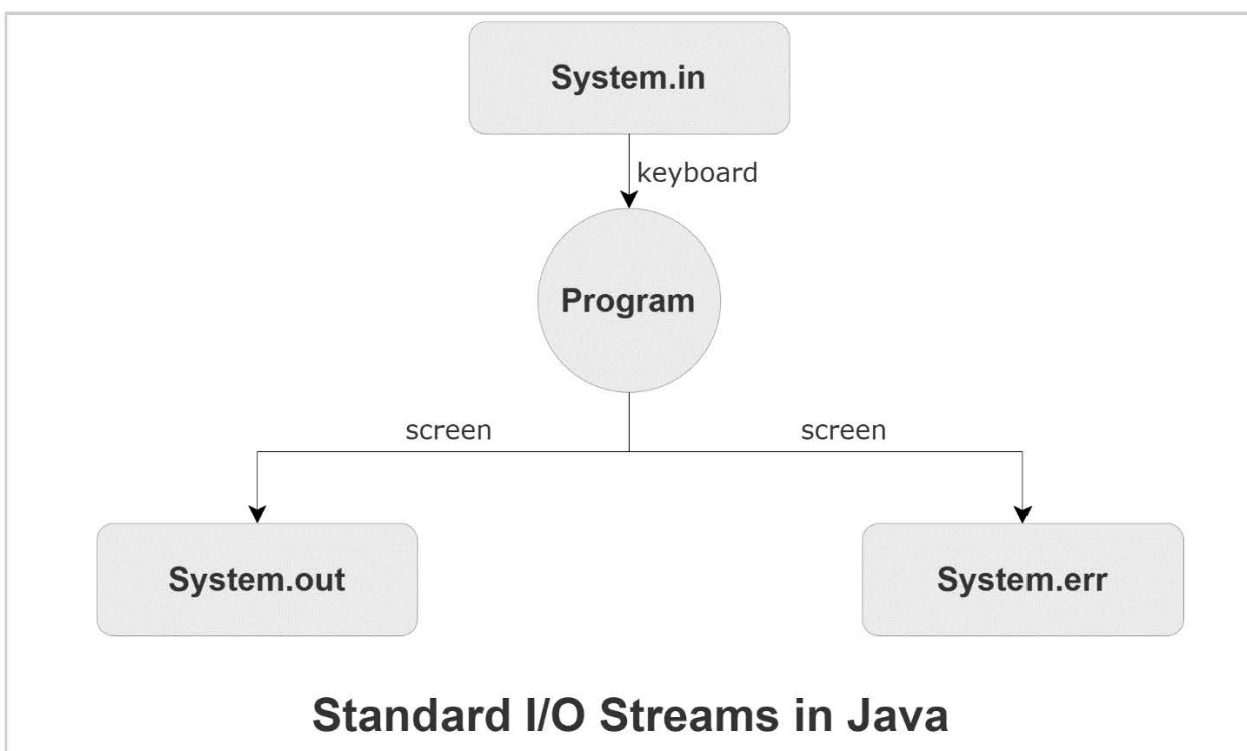 System.in
keyboard
Program
screen
screen
System.out
System.err
Standard I/O Streams in Java